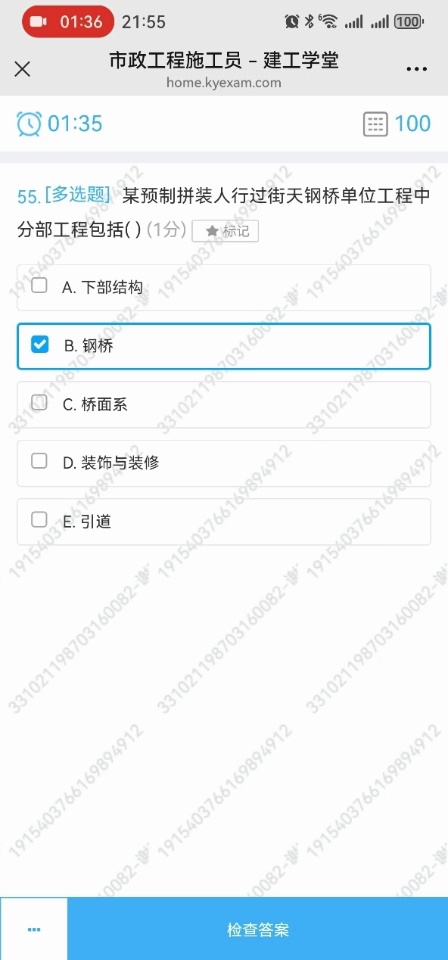 01:36 21:55 6 100
市政工程施工员 – 建工学堂
home.kyexam.com
01:35 100
55. [多选题] 某预制拼装人行过街天钢桥单位工程中
分部工程包括( ) (1分) ★ 标记
A. 下部结构
B. 钢桥
C. 桥面系
D. 装饰与装修
E. 引道
1915403766169894912
331021198703160082-谢
检查答案